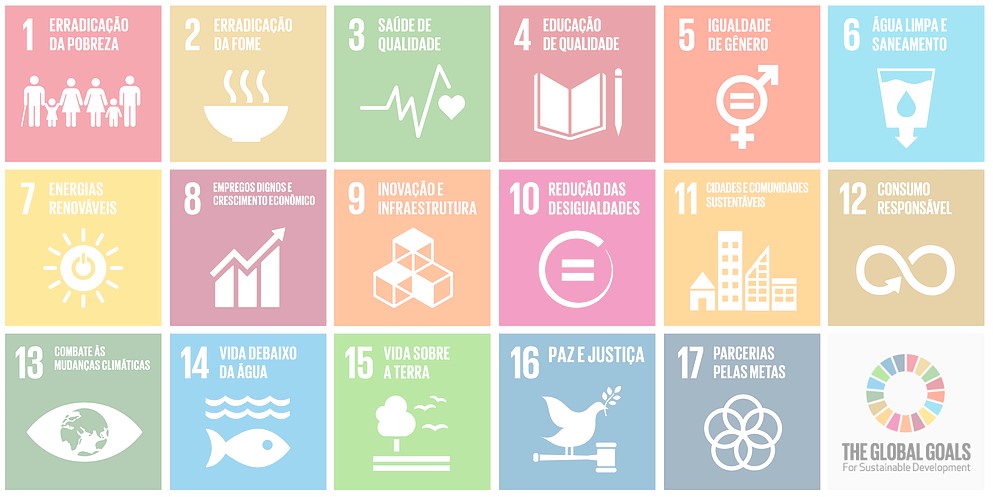 1 ERRADICAÇÃO
DA POBREZA
2 ERRADICAÇÃO
DA FOME
3 SAÚDE DE
QUALIDADE
4 EDUCAÇÃO
DE QUALIDADE
5 IGUALDADE
DE GÊNERO
6 ÁGUA LIMPA E
SANEAMENTO
7 ENERGIAS
RENOVÁVEIS
8 EMPREGOS DIGNOS E
CRESCIMENTO ECONÔMICO
9 INOVAÇÃO E
INFRAESTRUTURA
10 REDUÇÃO DAS
DESIGUALDADES
11 CIDADES E COMUNIDADES
SUSTENTÁVEIS
12 CONSUMO
RESPONSÁVEL
13 COMBATE ÀS
MUDANÇAS CLIMÁTICAS
14 VIDA DEBAIXO
DA ÁGUA
15 VIDA SOBRE
A TERRA
16 PAZ E JUSTIÇA
17 PARCERIAS
PELAS METAS
THE GLOBAL GOALS
For Sustainable Development